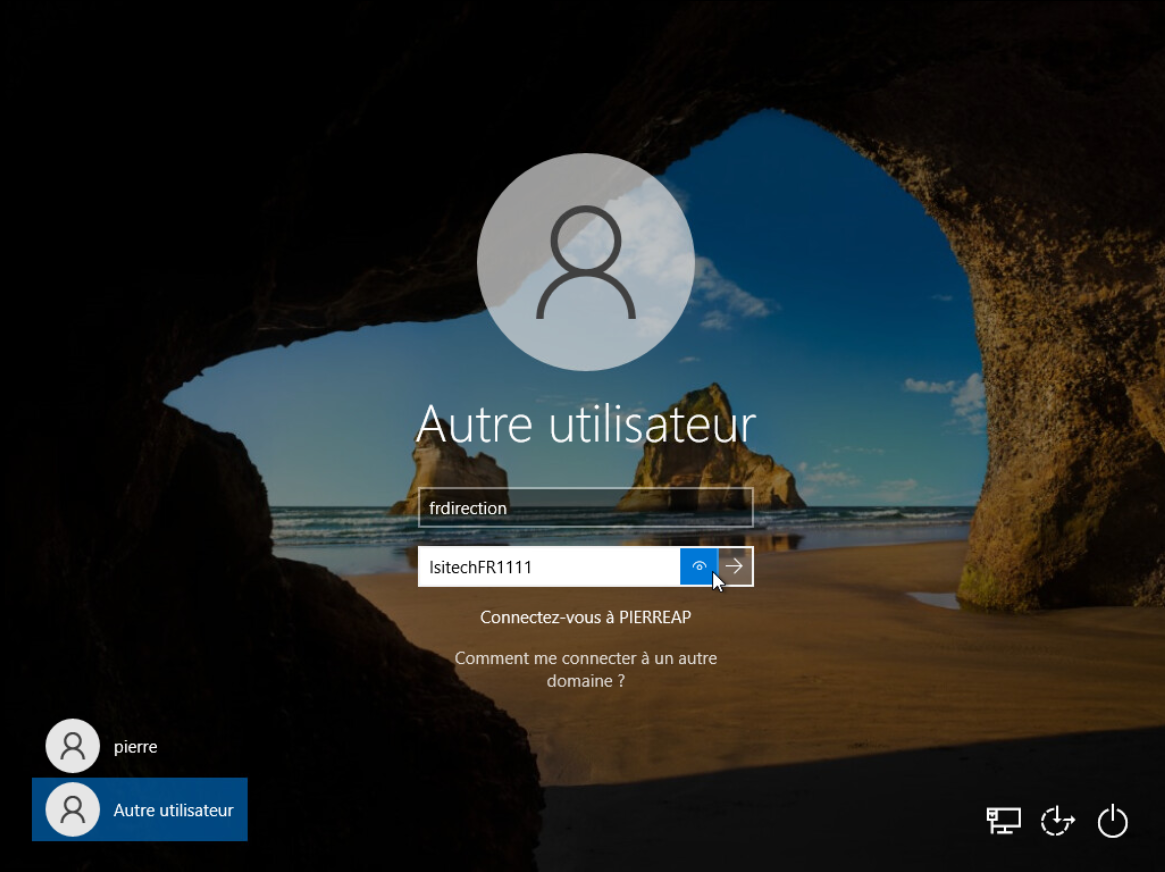 Autre utilisateur
frdirection
IsitechFR1111
Connectez-vous à PIERREAP
Comment me connecter à un autre
domaine ?
pierre
Autre utilisateur